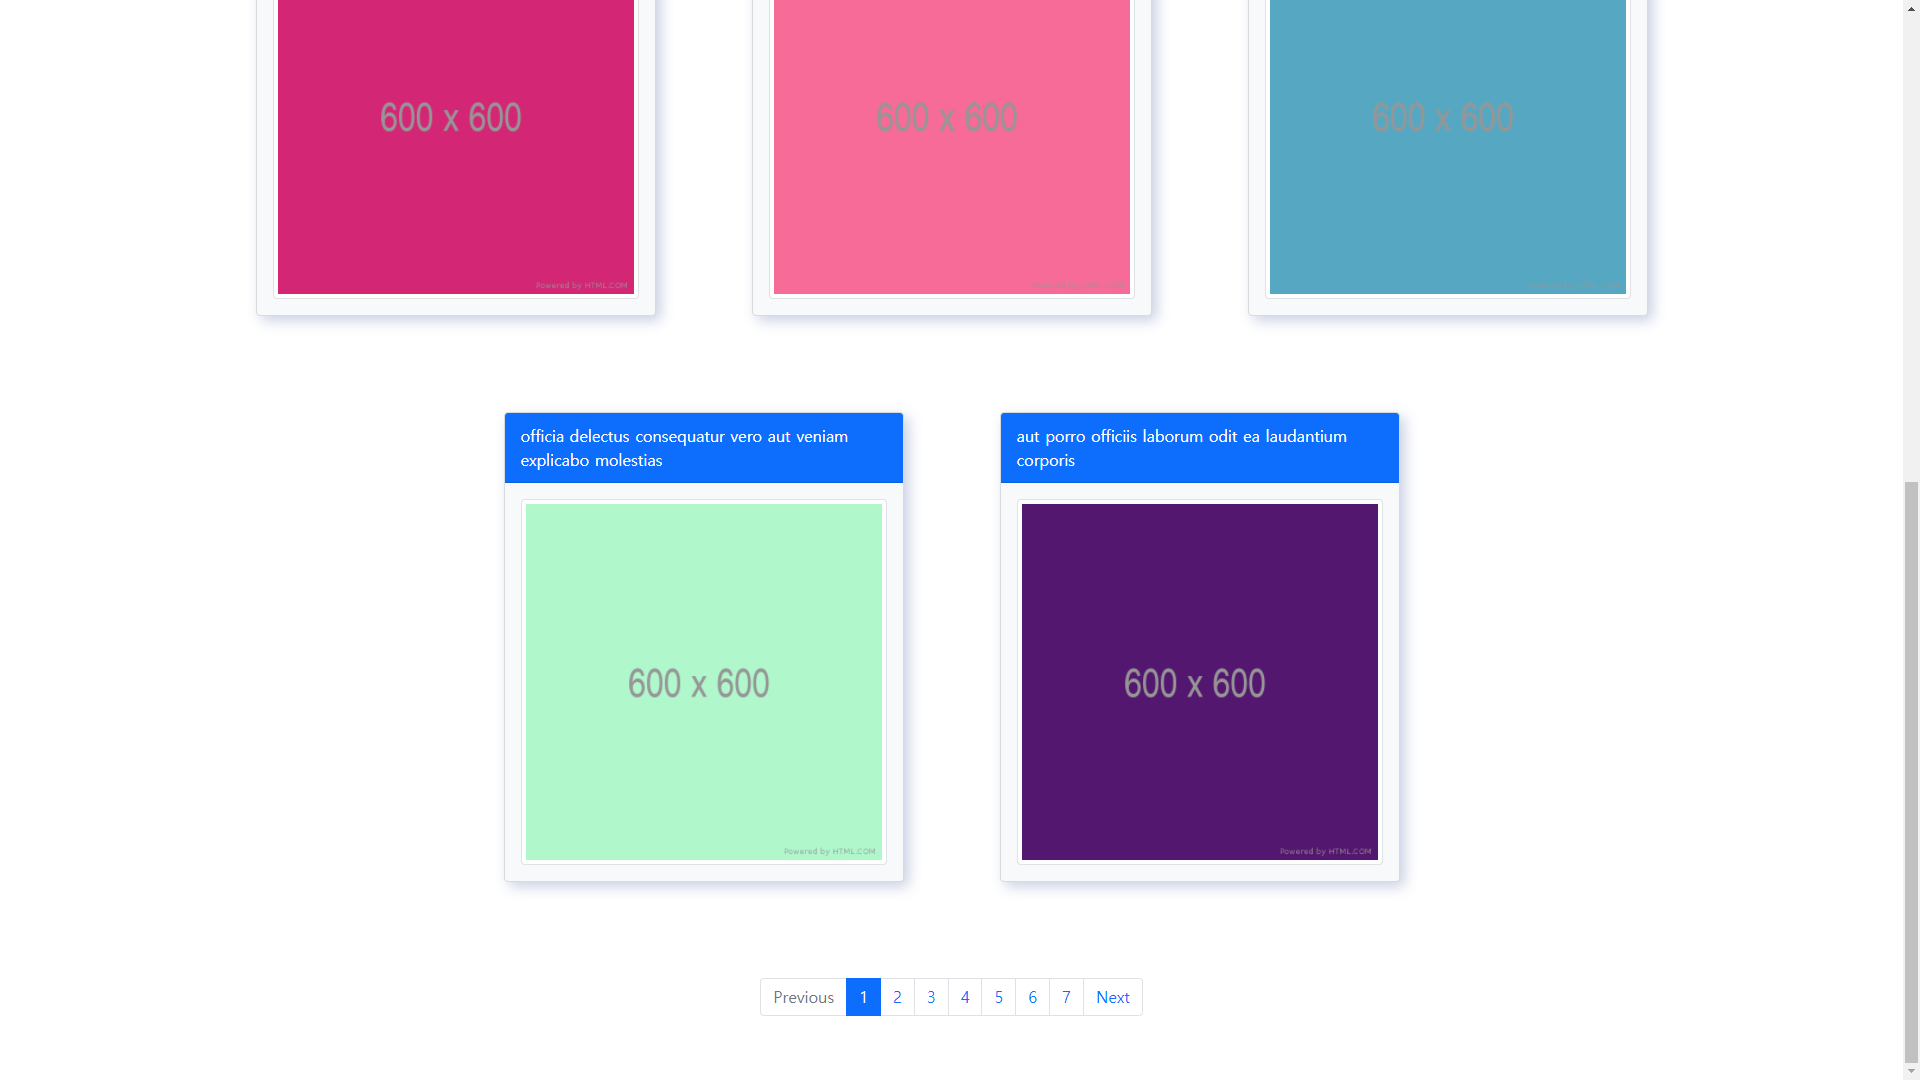 600 x 600
600 x 600
600 x 600
Powered by HTML.COM
officia delectus consequatur vero aut veniam
explicabo molestias
aut porro officiis laborum odit ea laudantium
corporis
600 x 600
600 x 600
Powered by HTML.COM
Powered by HTML.COM
Previous 1 2 3 4 5 6 7 Next